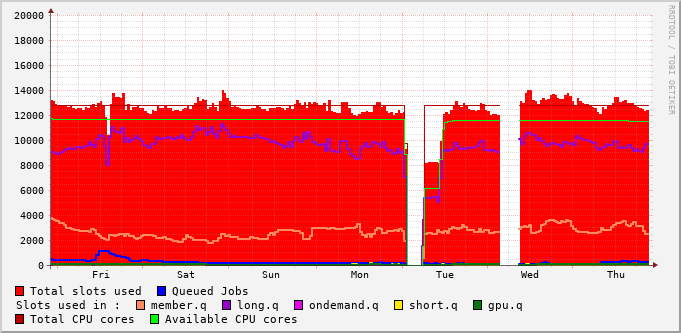 20000
18000
16000
14000
12000
10000
8000
6000
4000
2000
0
Fri Sat Sun Mon Tue Wed Thu
RRDTOOL / TOBI OETIKER
Total slots used Queued Jobs
Slots used in : member.q long.q ondemand.q short.q gpu.q
Total CPU cores Available CPU cores